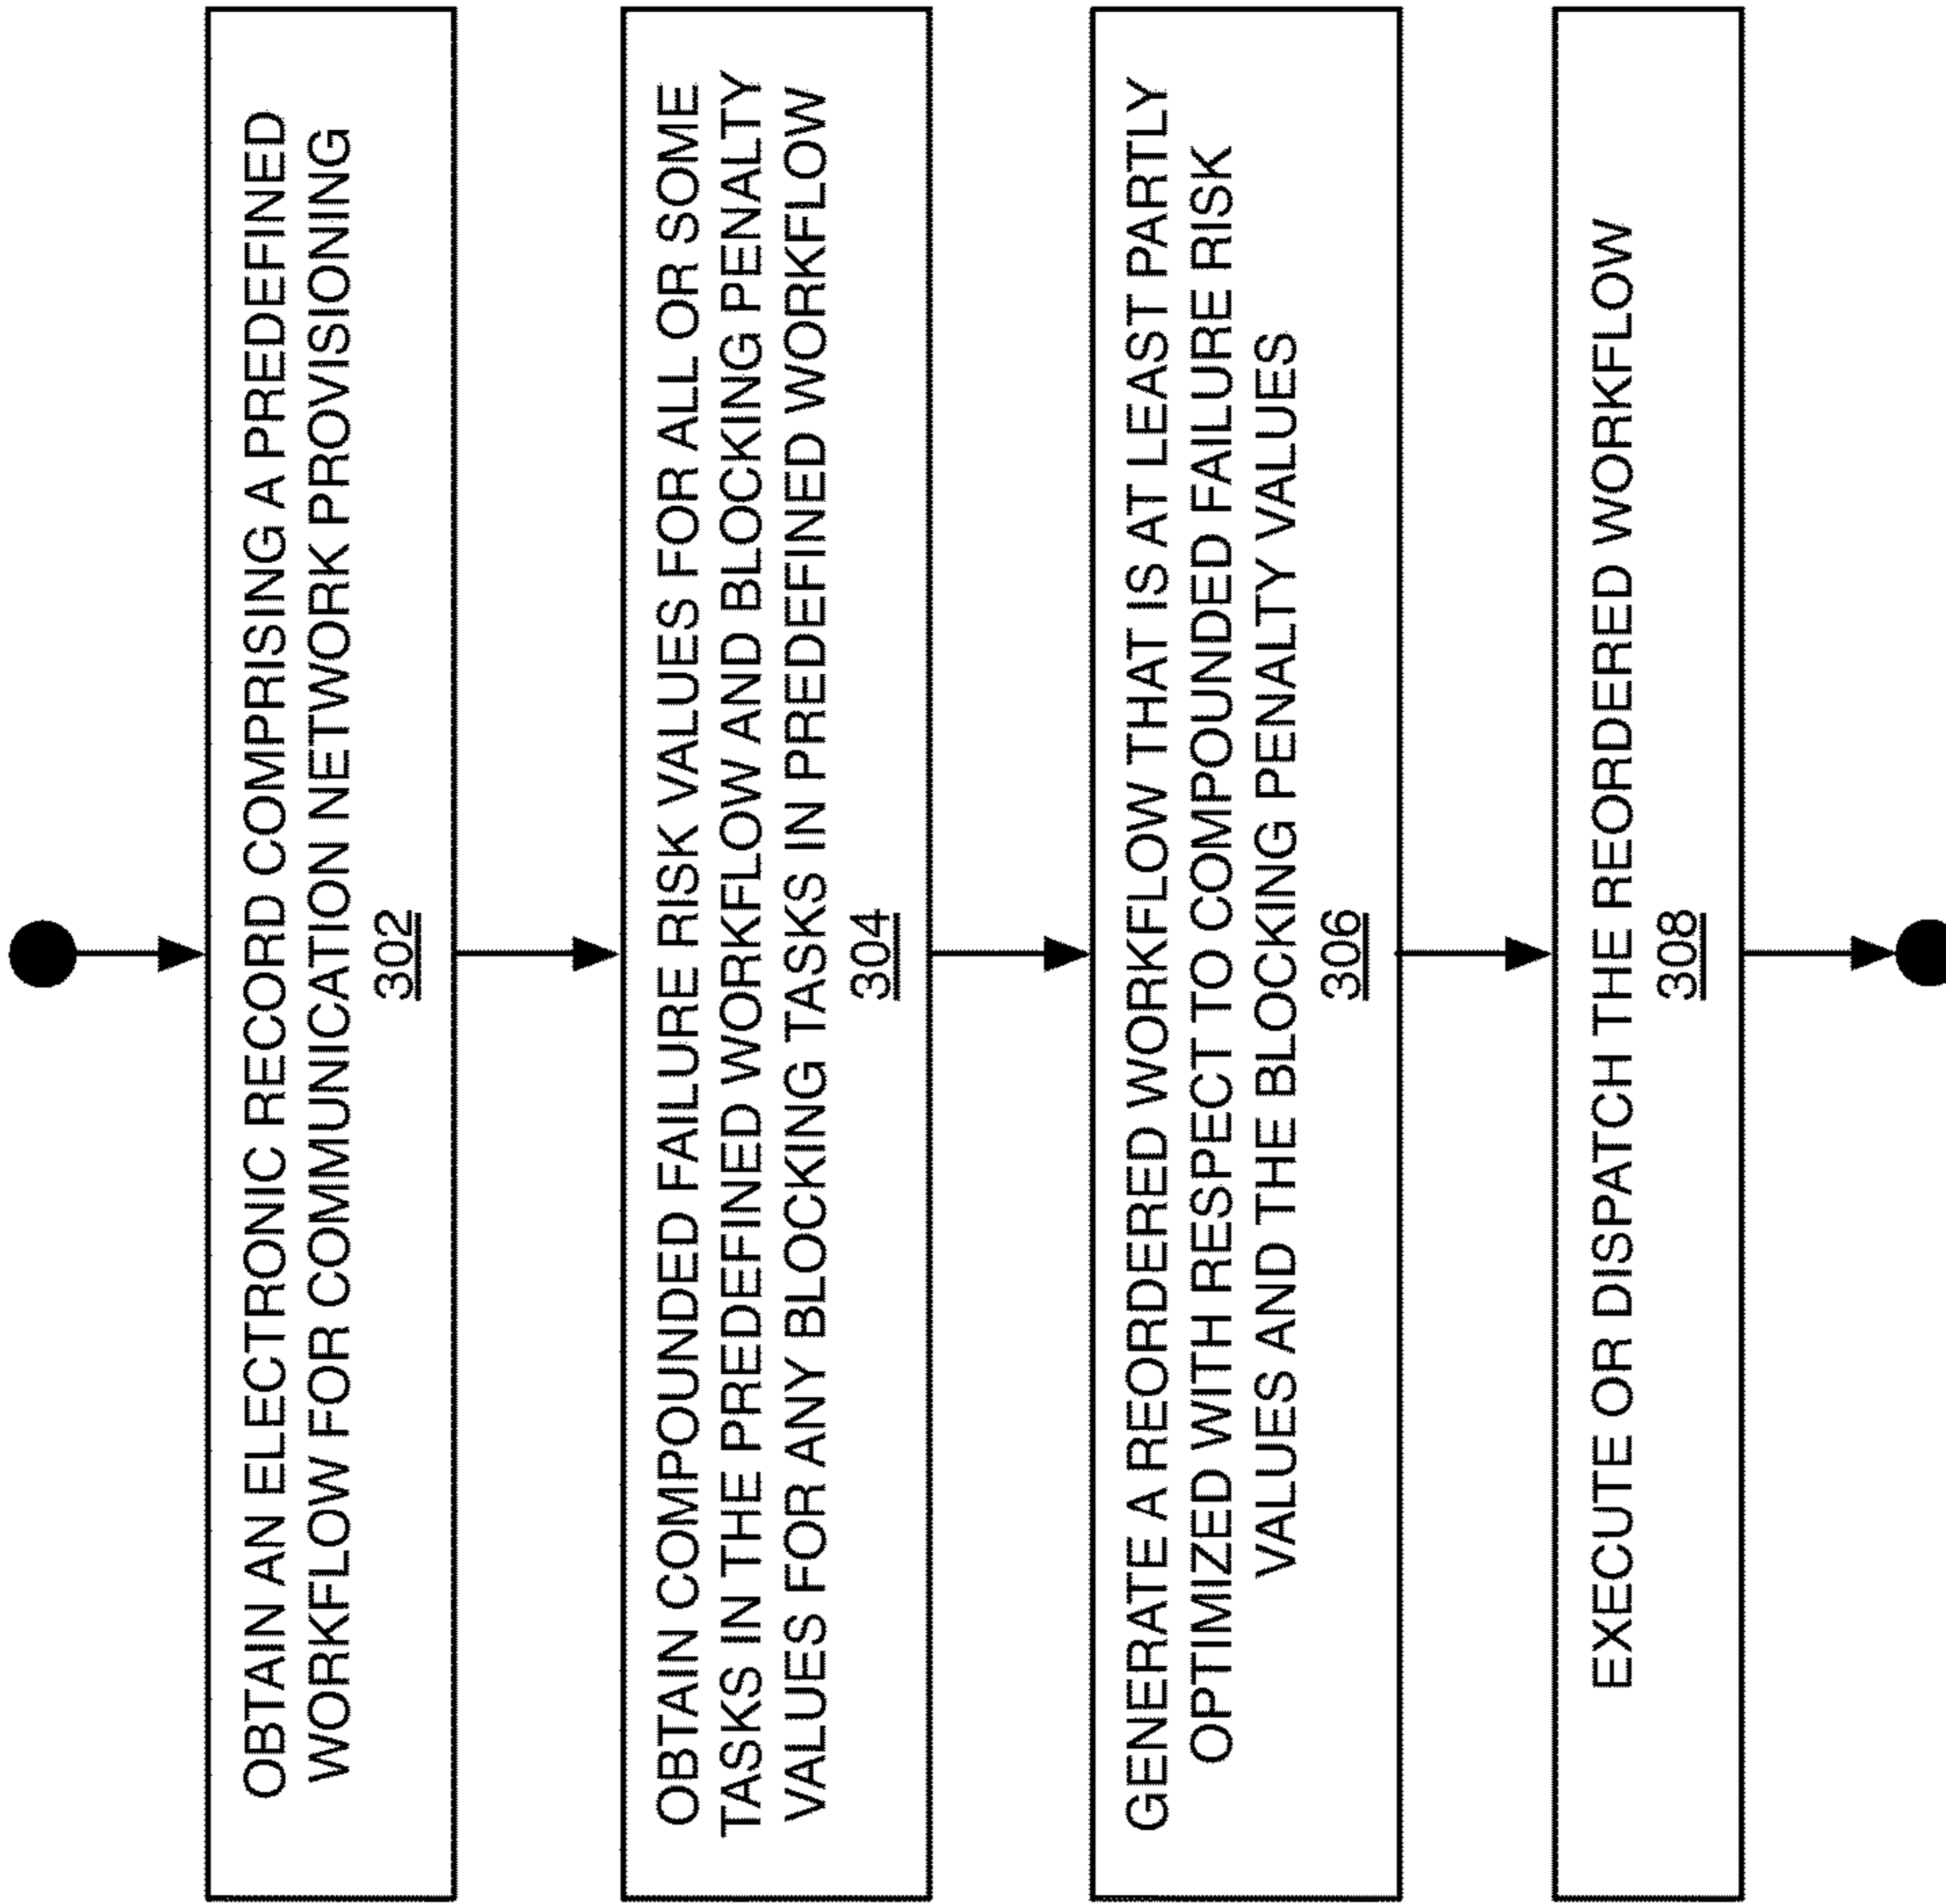 OBTAIN AN ELECTRONIC RECORD COMPRISING A PREDEFINED
WORKFLOW FOR COMMUNICATION NETWORK PROVISIONING
302
OBTAIN COMPOUNDED FAILURE RISK VALUES FOR ALL OR SOME
TASKS IN THE PREDEFINED WORKFLOW AND BLOCKING PENALTY
VALUES FOR ANY BLOCKING TASKS IN PREDEFINED WORKFLOW
304
GENERATE A REORDERED WORKFLOW THAT IS AT LEAST PARTLY
OPTIMIZED WITH RESPECT TO COMPOUNDED FAILURE RISK
VALUES AND THE BLOCKING PENALTY VALUES
306
EXECUTE OR DISPATCH THE REORDERED WORKFLOW
308